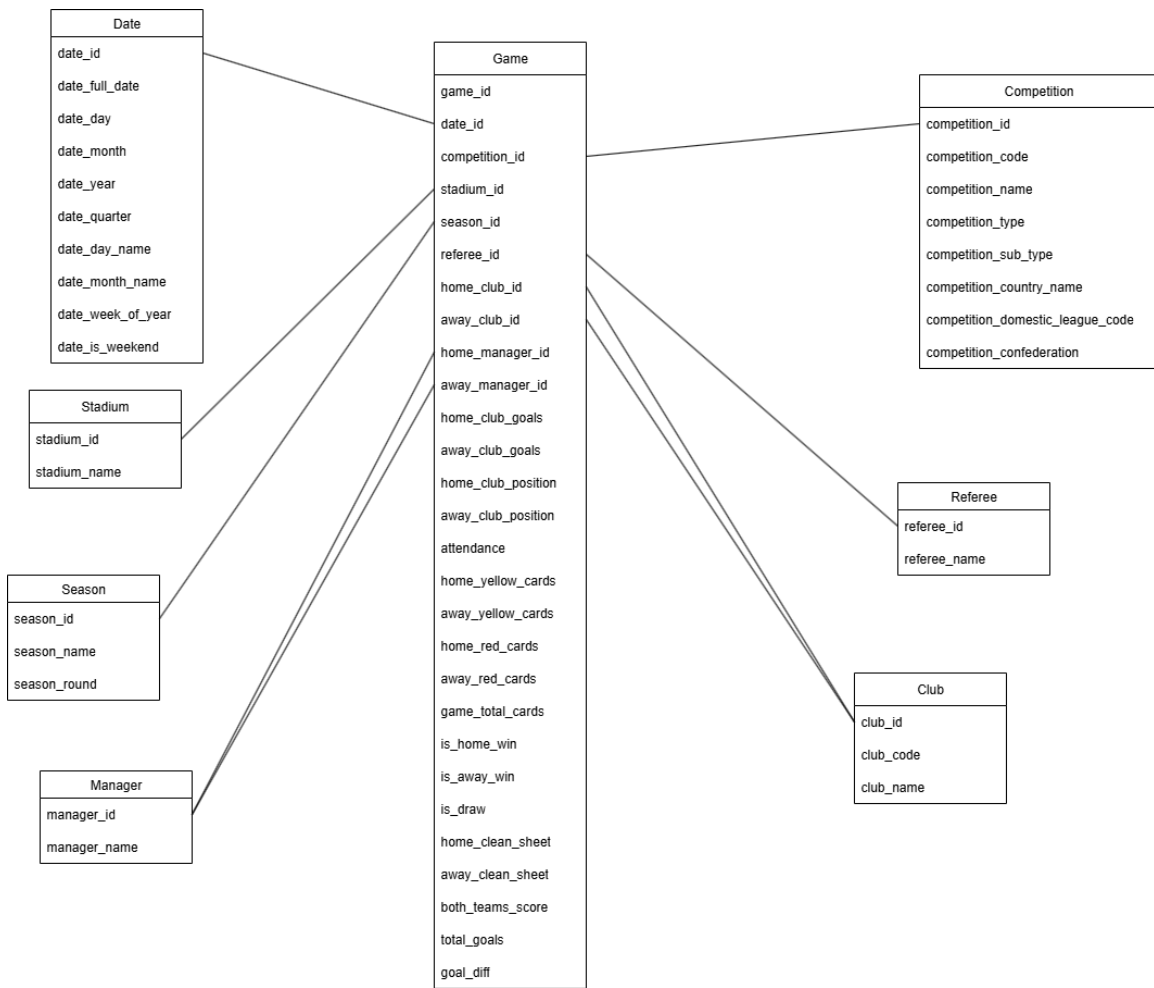 Date
date_id
date_full_date
date_day
date_month
date_year
date_quarter
date_day_name
date_month_name
date_week_of_year
date_is_weekend
Stadium
stadium_id
stadium_name
Season
season_id
season_name
season_round
Manager
manager_id
manager_name
Game
game_id
date_id
competition_id
stadium_id
season_id
referee_id
home_club_id
away_club_id
home_manager_id
away_manager_id
home_club_goals
away_club_goals
home_club_position
away_club_position
attendance
home_yellow_cards
away_yellow_cards
home_red_cards
away_red_cards
game_total_cards
is_home_win
is_away_win
is_draw
home_clean_sheet
away_clean_sheet
both_teams_score
total_goals
goal_diff
Competition
competition_id
competition_code
competition_name
competition_type
competition_sub_type
competition_country_name
competition_domestic_league_code
competition_confederation
Referee
referee_id
referee_name
Club
club_id
club_code
club_name